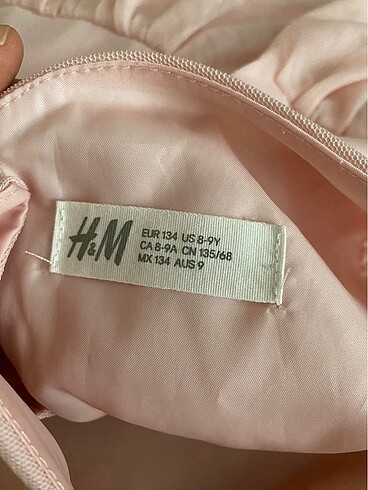 H&M
EUR 134 US 8-9Y
CA 8-9A CN 135/68
MX 134 AUS 9